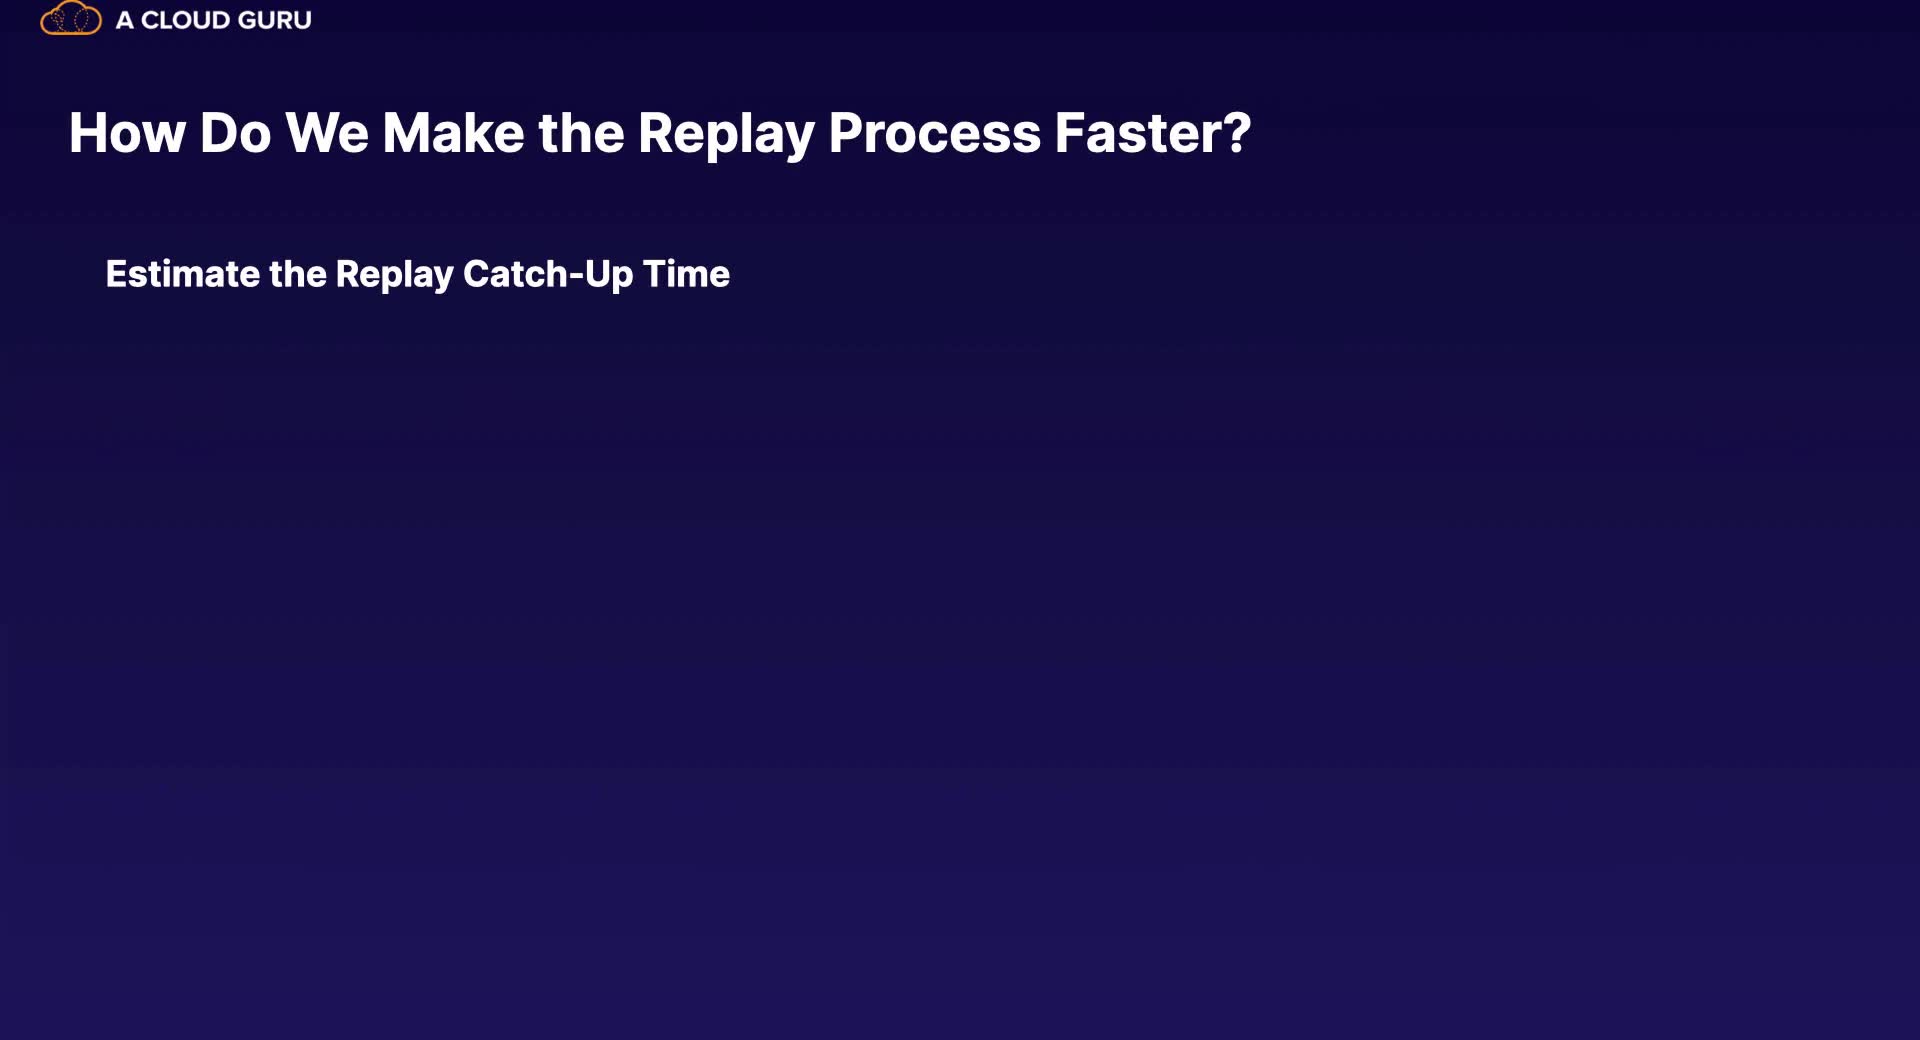 A CLOUD GURU
How Do We Make the Replay Process Faster?
Estimate the Replay Catch-Up Time